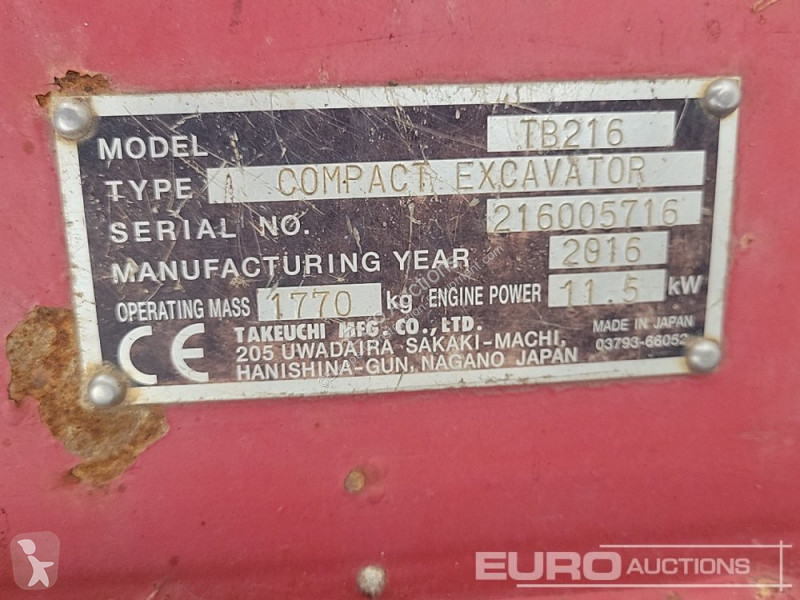 MODEL TB216
TYPE COMPACT EXCAVATOR
SERIAL NO. 216005716
MANUFACTURING YEAR 2016
OPERATING MASS 1770 kg ENGINE POWER 11.5 kW
CE TAKEUCHI MFG. CO., LTD.
205 UWADAIRA SAKAKI-MACHI,
HANISHINA-GUN, NAGANO JAPAN
MADE IN JAPAN
03793-66052
EURO AUCTIONS